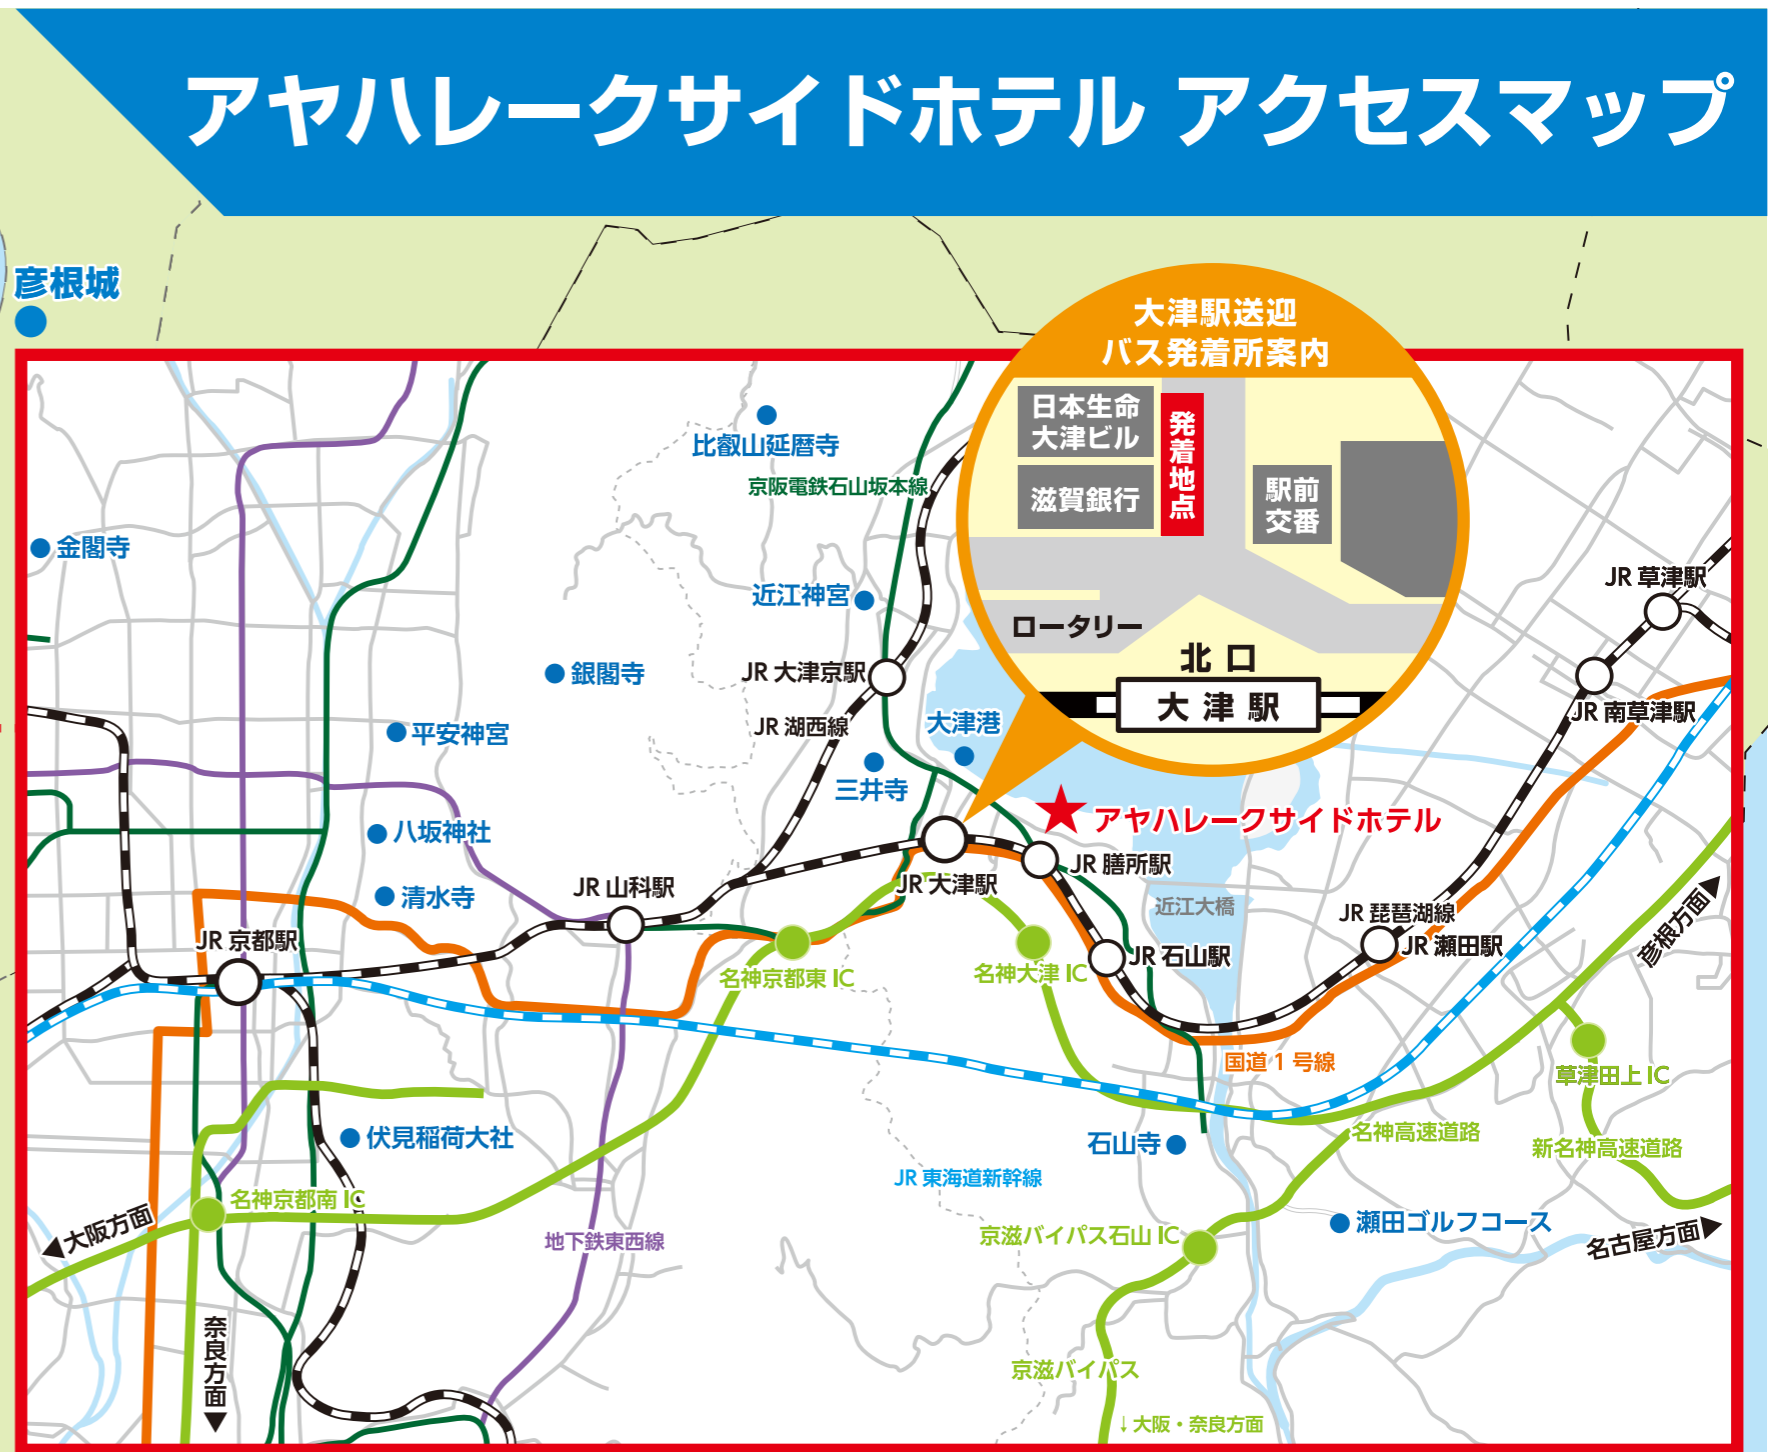 アヤハレークサイドホテル アクセスマップ
彦根城
大津駅送迎
バス発着所案内
日本生命
大津ビル
発着地点
滋賀銀行
駅前
交番
ロータリー
北口
大津駅
比叡山延暦寺
京阪電鉄石山坂本線
金閣寺
近江神宮
JR 草津駅
銀閣寺
JR 大津京駅
JR 南草津駅
平安神宮
JR 湖西線
大津港
三井寺
アヤハレークサイドホテル
八坂神社
JR 膳所駅
清水寺
JR 山科駅
JR 大津駅
近江大橋
JR 琵琶湖線
彦根方面
JR 京都駅
JR 瀬田駅
JR 石山駅
名神京都東 IC
名神大津 IC
国道 1 号線
草津田上 IC
伏見稲荷大社
石山寺
名神高速道路
新名神高速道路
JR 東海道新幹線
名神京都南 IC
大阪方面
地下鉄東西線
京滋バイパス石山 IC
瀬田ゴルフコース
名古屋方面
奈良方面
京滋バイパス
↓大阪・奈良方面